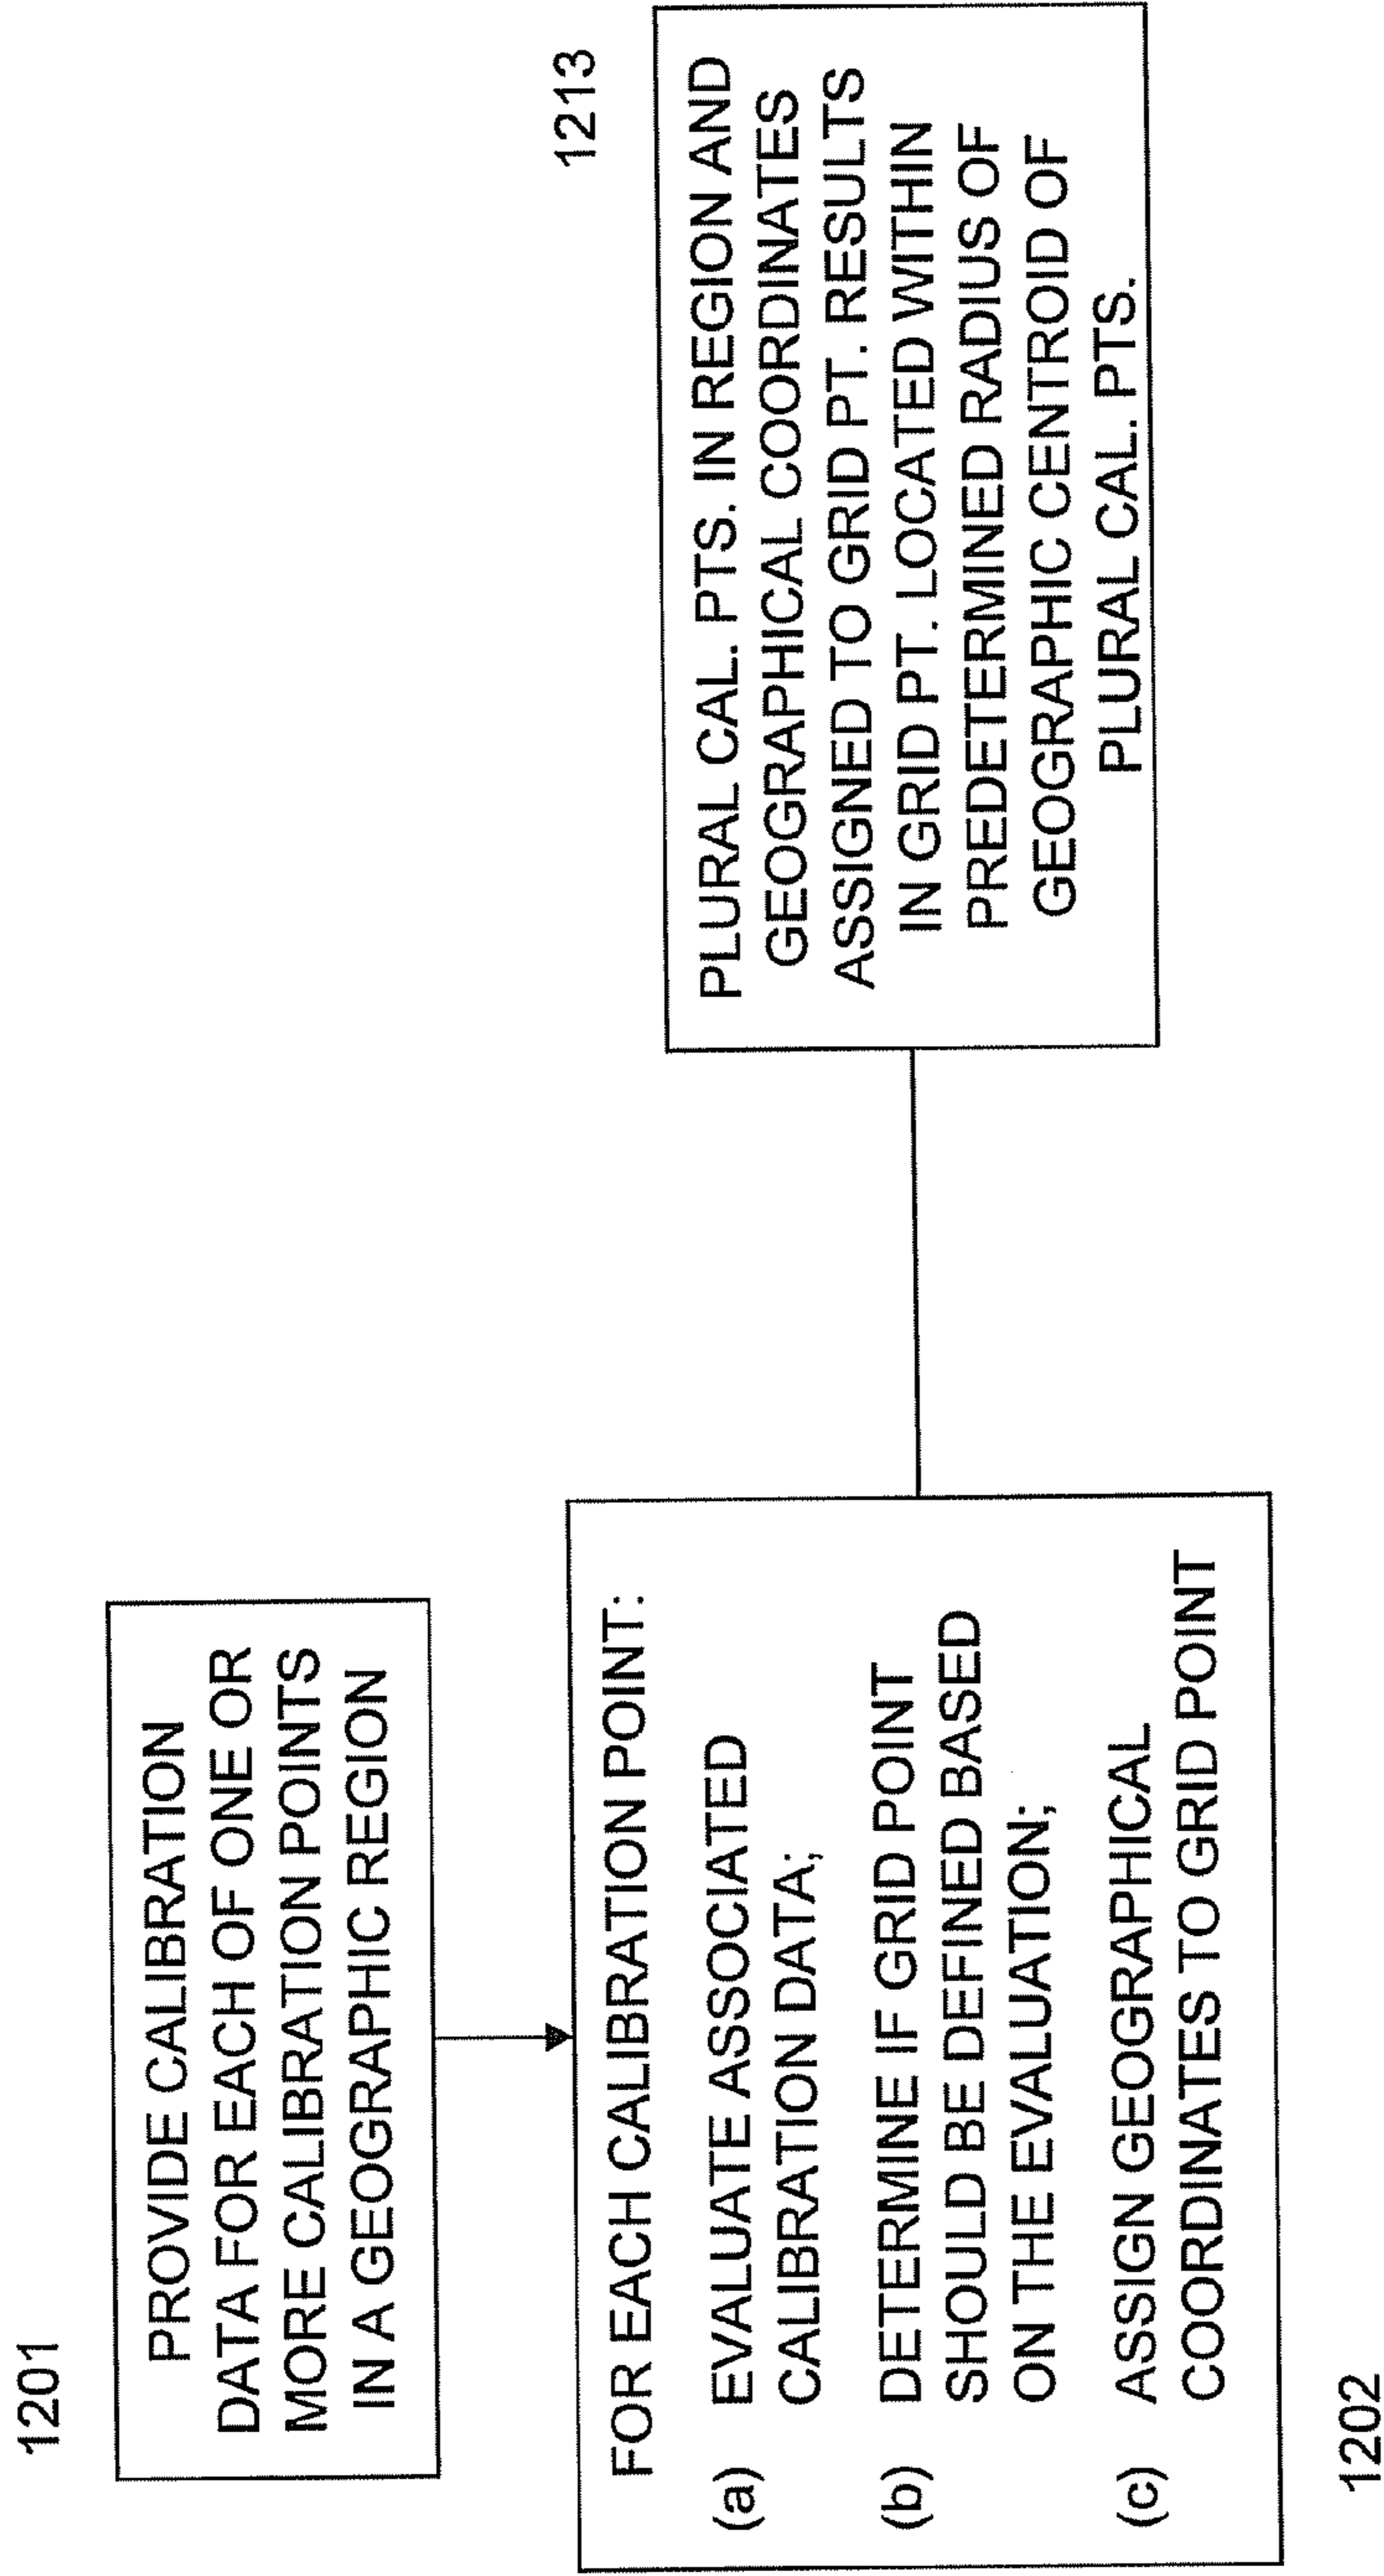 1201
PROVIDE CALIBRATION
DATA FOR EACH OF ONE OR
MORE CALIBRATION POINTS
IN A GEOGRAPHIC REGION
FOR EACH CALIBRATION POINT:
(a) EVALUATE ASSOCIATED
CALIBRATION DATA;
(b) DETERMINE IF GRID POINT
SHOULD BE DEFINED BASED
ON THE EVALUATION;
(c) ASSIGN GEOGRAPHICAL
COORDINATES TO GRID POINT
1202
1213
PLURAL CAL. PTS. IN REGION AND
GEOGRAPHICAL COORDINATES
ASSIGNED TO GRID PT. RESULTS
IN GRID PT. LOCATED WITHIN
PREDETERMINED RADIUS OF
GEOGRAPHIC CENTROID OF
PLURAL CAL. PTS.